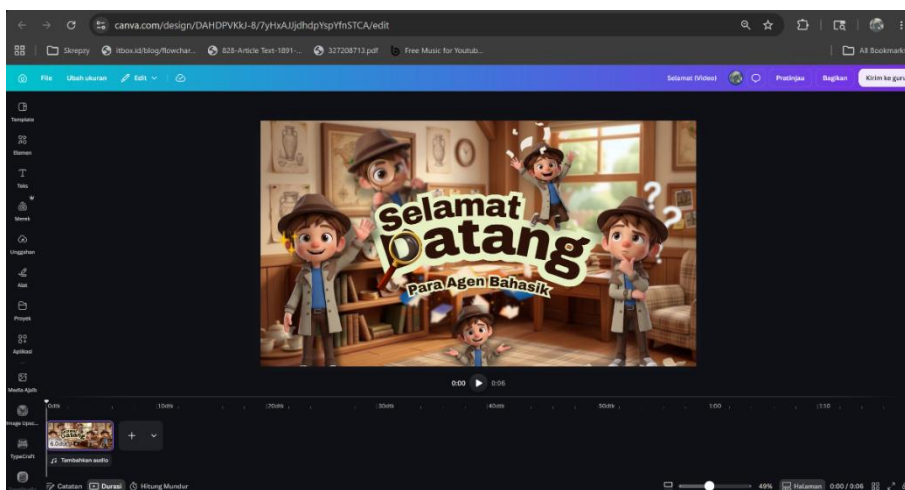 canva.com/design/DAHDPVKkJ-8/7yHxAJJjdhdpYspYfnSTCA/edit
Skrepzy
itbox.id/blog/flowchar...
828-Article Text-1891-...
327208713.pdf
Free Music for Youtub...
All Bookmarks
File
Ubah ukuran
Edit
Selamat (Video)
Pratinjau
Bagikan
Kirim ke guru
Template
Elemen
Teks
Merek
Unggahan
Alat
Proyek
Aplikasi
Media Ajaib
Image Upsc...
TypeCraft
Selamat
Datang
Para Agen Bahasik
0:00
0:06
Tambahkan audio
Catatan
Durasi
Hitung Mundur
49%
Halaman
0:00 / 0:06